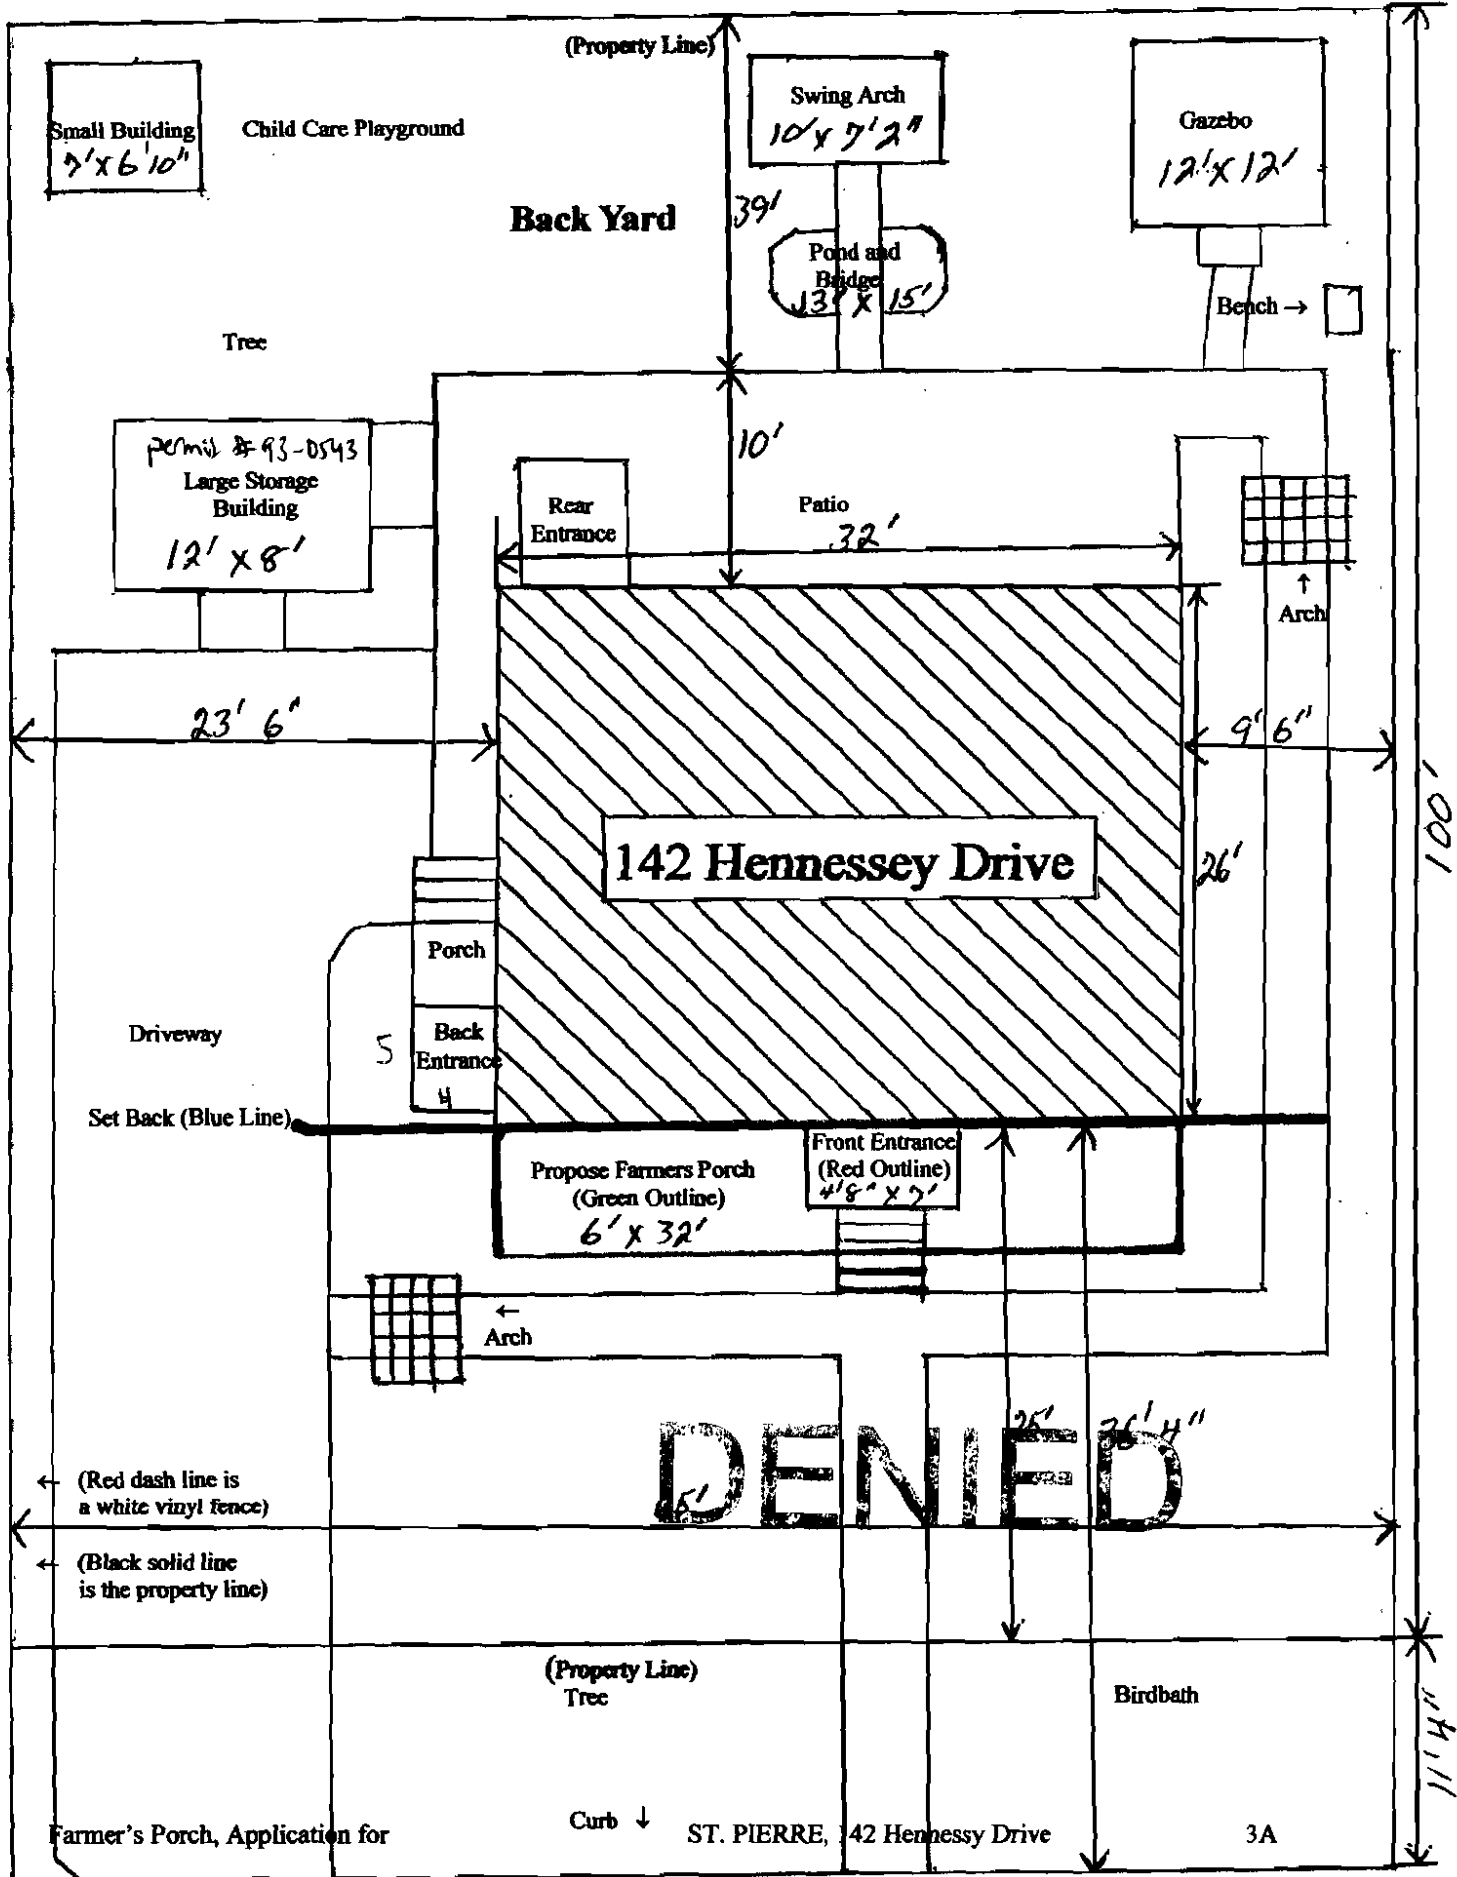 (Property Line)
Small Building
7' x 6' 10"
Child Care Playground
Swing Arch
10' x 7' 2"
Gazebo
12' x 12'
Back Yard
39'
Pond and
Bridge
13' x 15'
Bench →
Tree
permit # 93-0543
Large Storage
Building
12' x 8'
10'
Rear
Entrance
Patio
32'
↑
Arch
23' 6"
9' 6"
100'
142 Hennessey Drive
26'
Porch
Driveway
5
Back
Entrance
4
Set Back (Blue Line)
Front Entrance
(Red Outline)
4' 8" x 7'
Propose Farmers Porch
(Green Outline)
6' x 32'
←
Arch
DENIED
25'
36' 4"
← (Red dash line is
a white vinyl fence)
← (Black solid line
is the property line)
(Property Line)
Tree
Birdbath
11' 4"
Curb ↓
Farmer's Porch, Application for
ST. PIERRE, 142 Hennessy Drive
3A